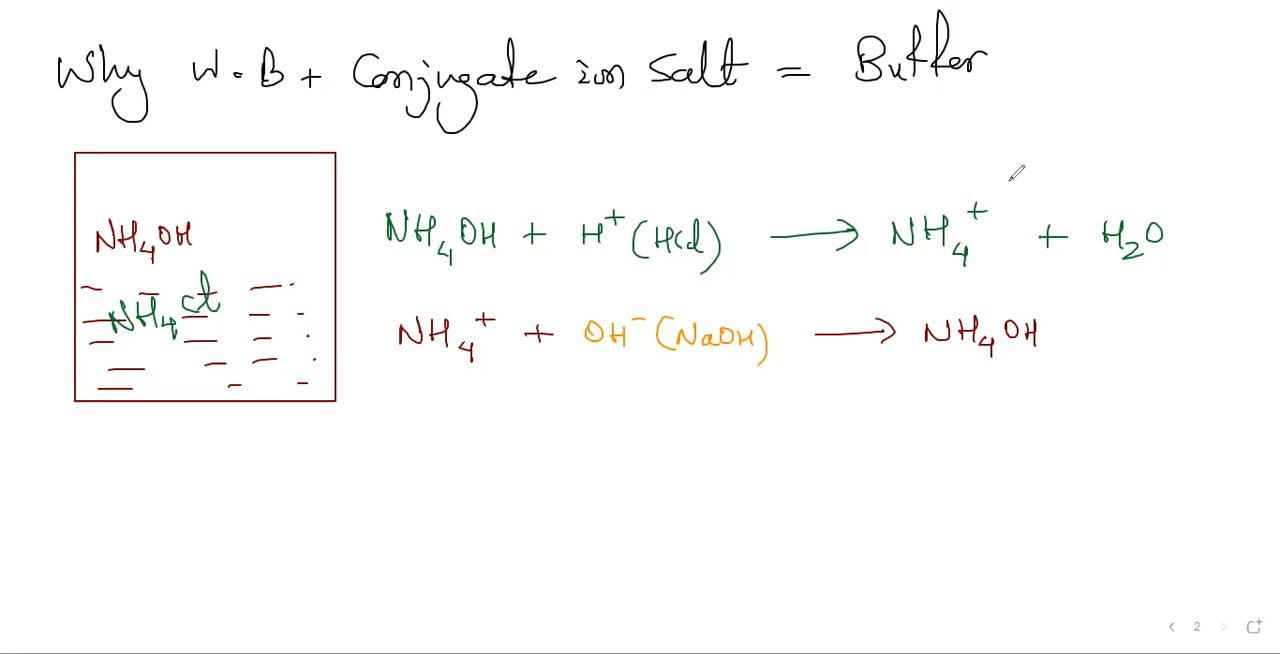 Why W.B + Conjugate ion salt = Buffer
NH₄OH
NH₄Cl
NH₄OH + H⁺ (HCl) → NH₄⁺ + H₂O
NH₄⁺ + OH⁻ (NaOH) → NH₄OH
< 2 >